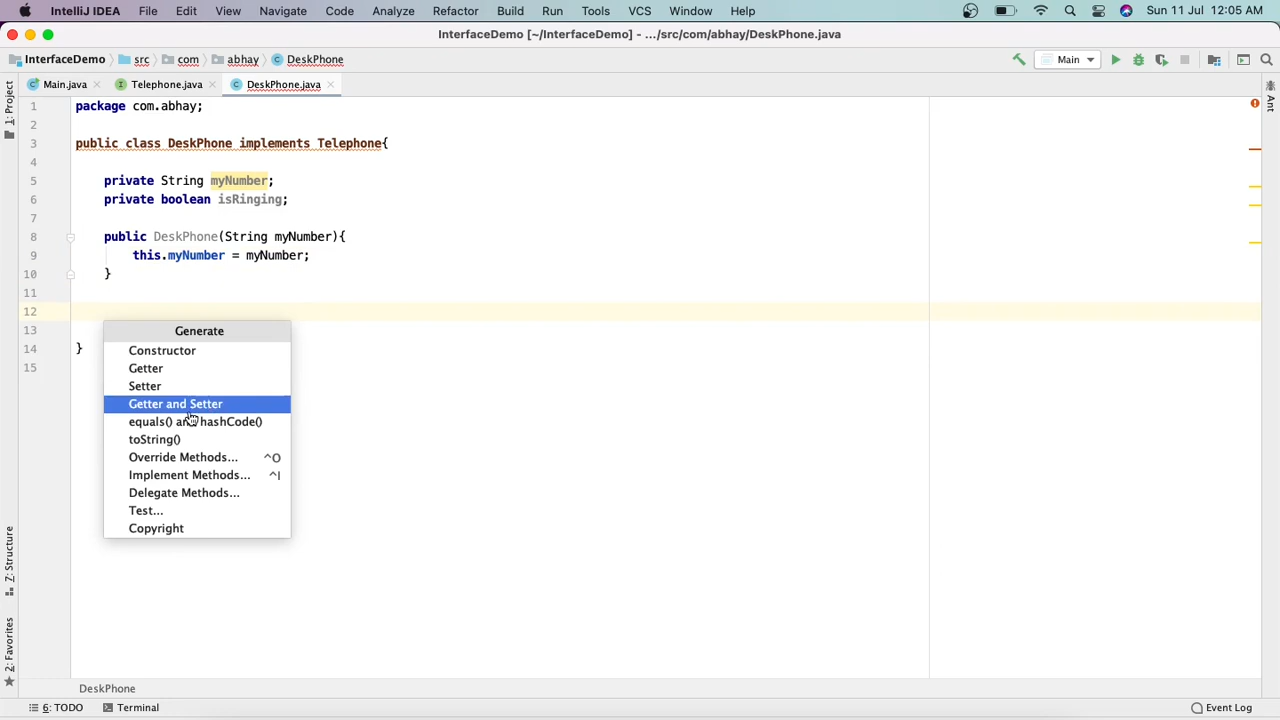 IntelliJ IDEA File Edit View Navigate Code Analyze Refactor Build Run Tools VCS Window Help Sun 11 Jul 12:05 AM
InterfaceDemo [~/InterfaceDemo] - .../src/com/abhay/DeskPhone.java
InterfaceDemo src com abhay DeskPhone Main
Main.java Telephone.java DeskPhone.java
1: Project
Ant
1 package com.abhay;
2
3 public class DeskPhone implements Telephone{
4
5 private String myNumber;
6 private boolean isRinging;
7
8 public DeskPhone(String myNumber){
9 this.myNumber = myNumber;
10 }
11
12
13
14 }
15
Generate
Constructor
Getter
Setter
Getter and Setter
equals() and hashCode()
toString()
Override Methods... ^O
Implement Methods... ^I
Delegate Methods...
Test...
Copyright
Z: Structure
2: Favorites
DeskPhone
6: TODO Terminal Event Log